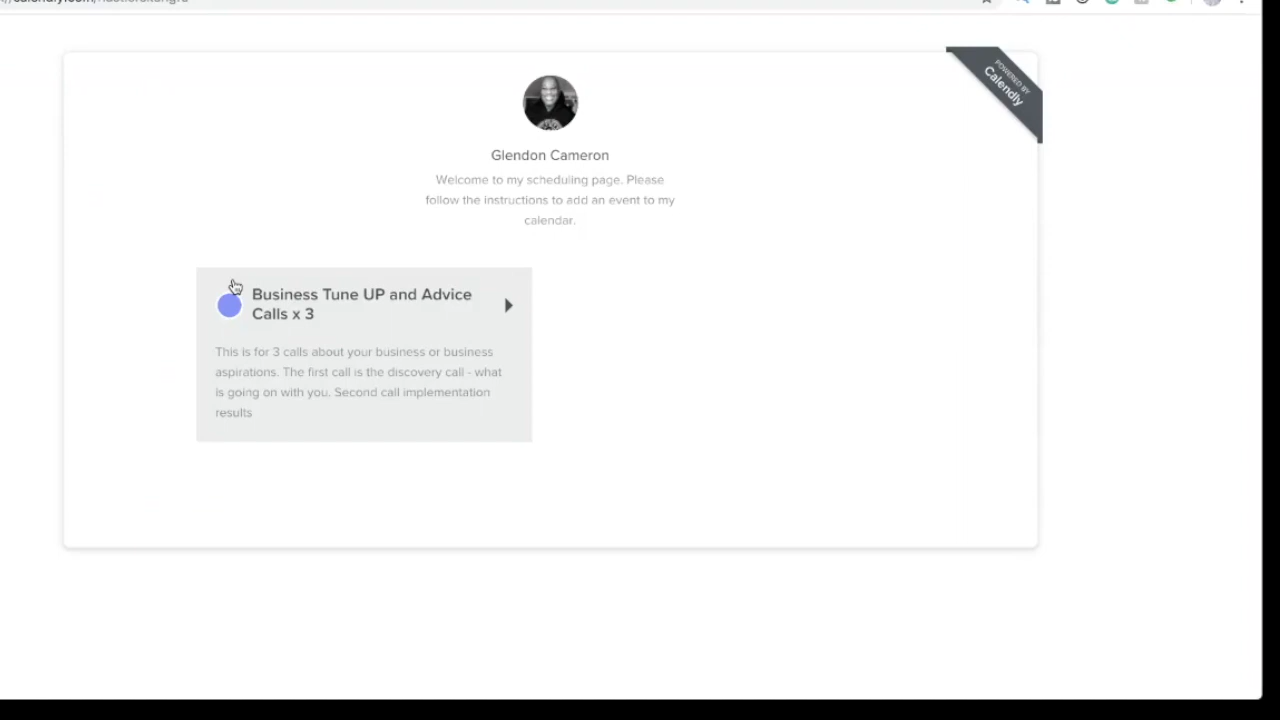 POWERED BY
Calendly
Glendon Cameron
Welcome to my scheduling page. Please
follow the instructions to add an event to my
calendar.
Business Tune UP and Advice
Calls x 3
This is for 3 calls about your business or business
aspirations. The first call is the discovery call - what
is going on with you. Second call implementation
results